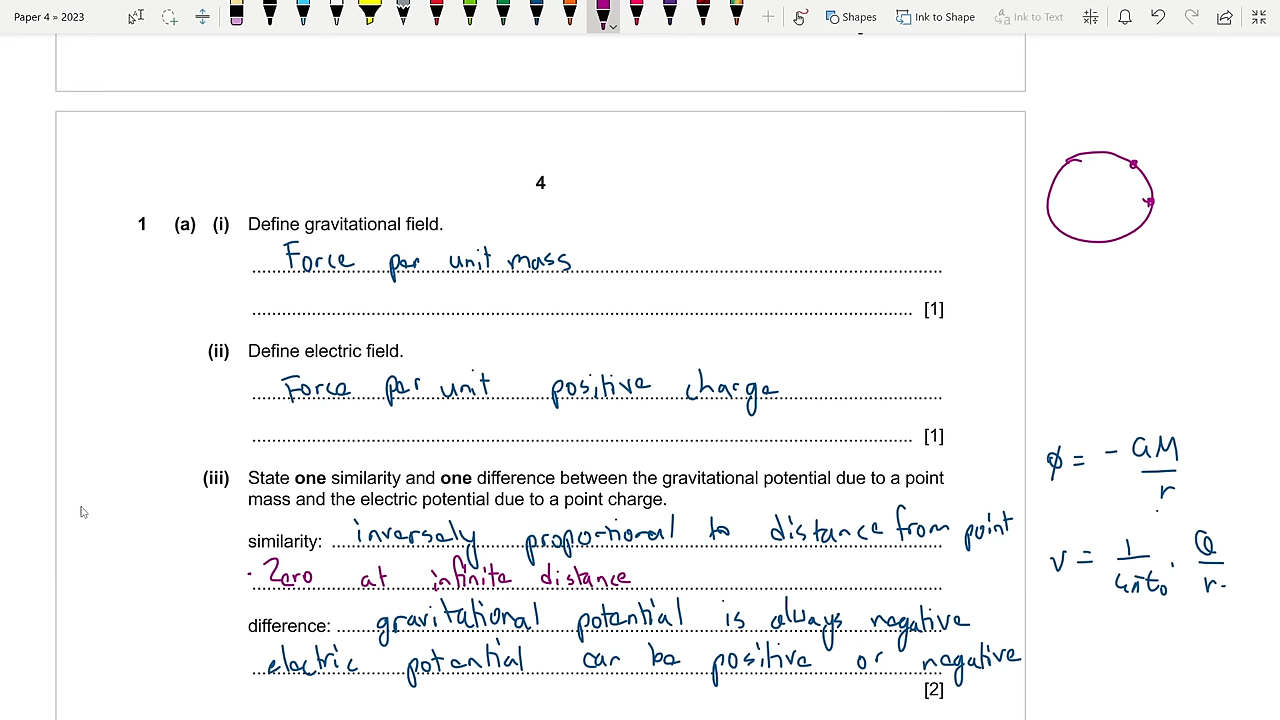 Paper 4 » 2023
Shapes
Ink to Shape
Ink to Text
4
1 (a) (i) Define gravitational field.
Force per unit mass
[1]
(ii) Define electric field.
Force per unit positive charge
[1]
(iii) State one similarity and one difference between the gravitational potential due to a point
mass and the electric potential due to a point charge.
similarity: inversely proportional to distance from point
· Zero at infinite distance
difference: gravitational potential is always negative
electric potential can be positive or negative
[2]
ϕ = - GM / r
V = 1 / 4πε₀ · Q / r